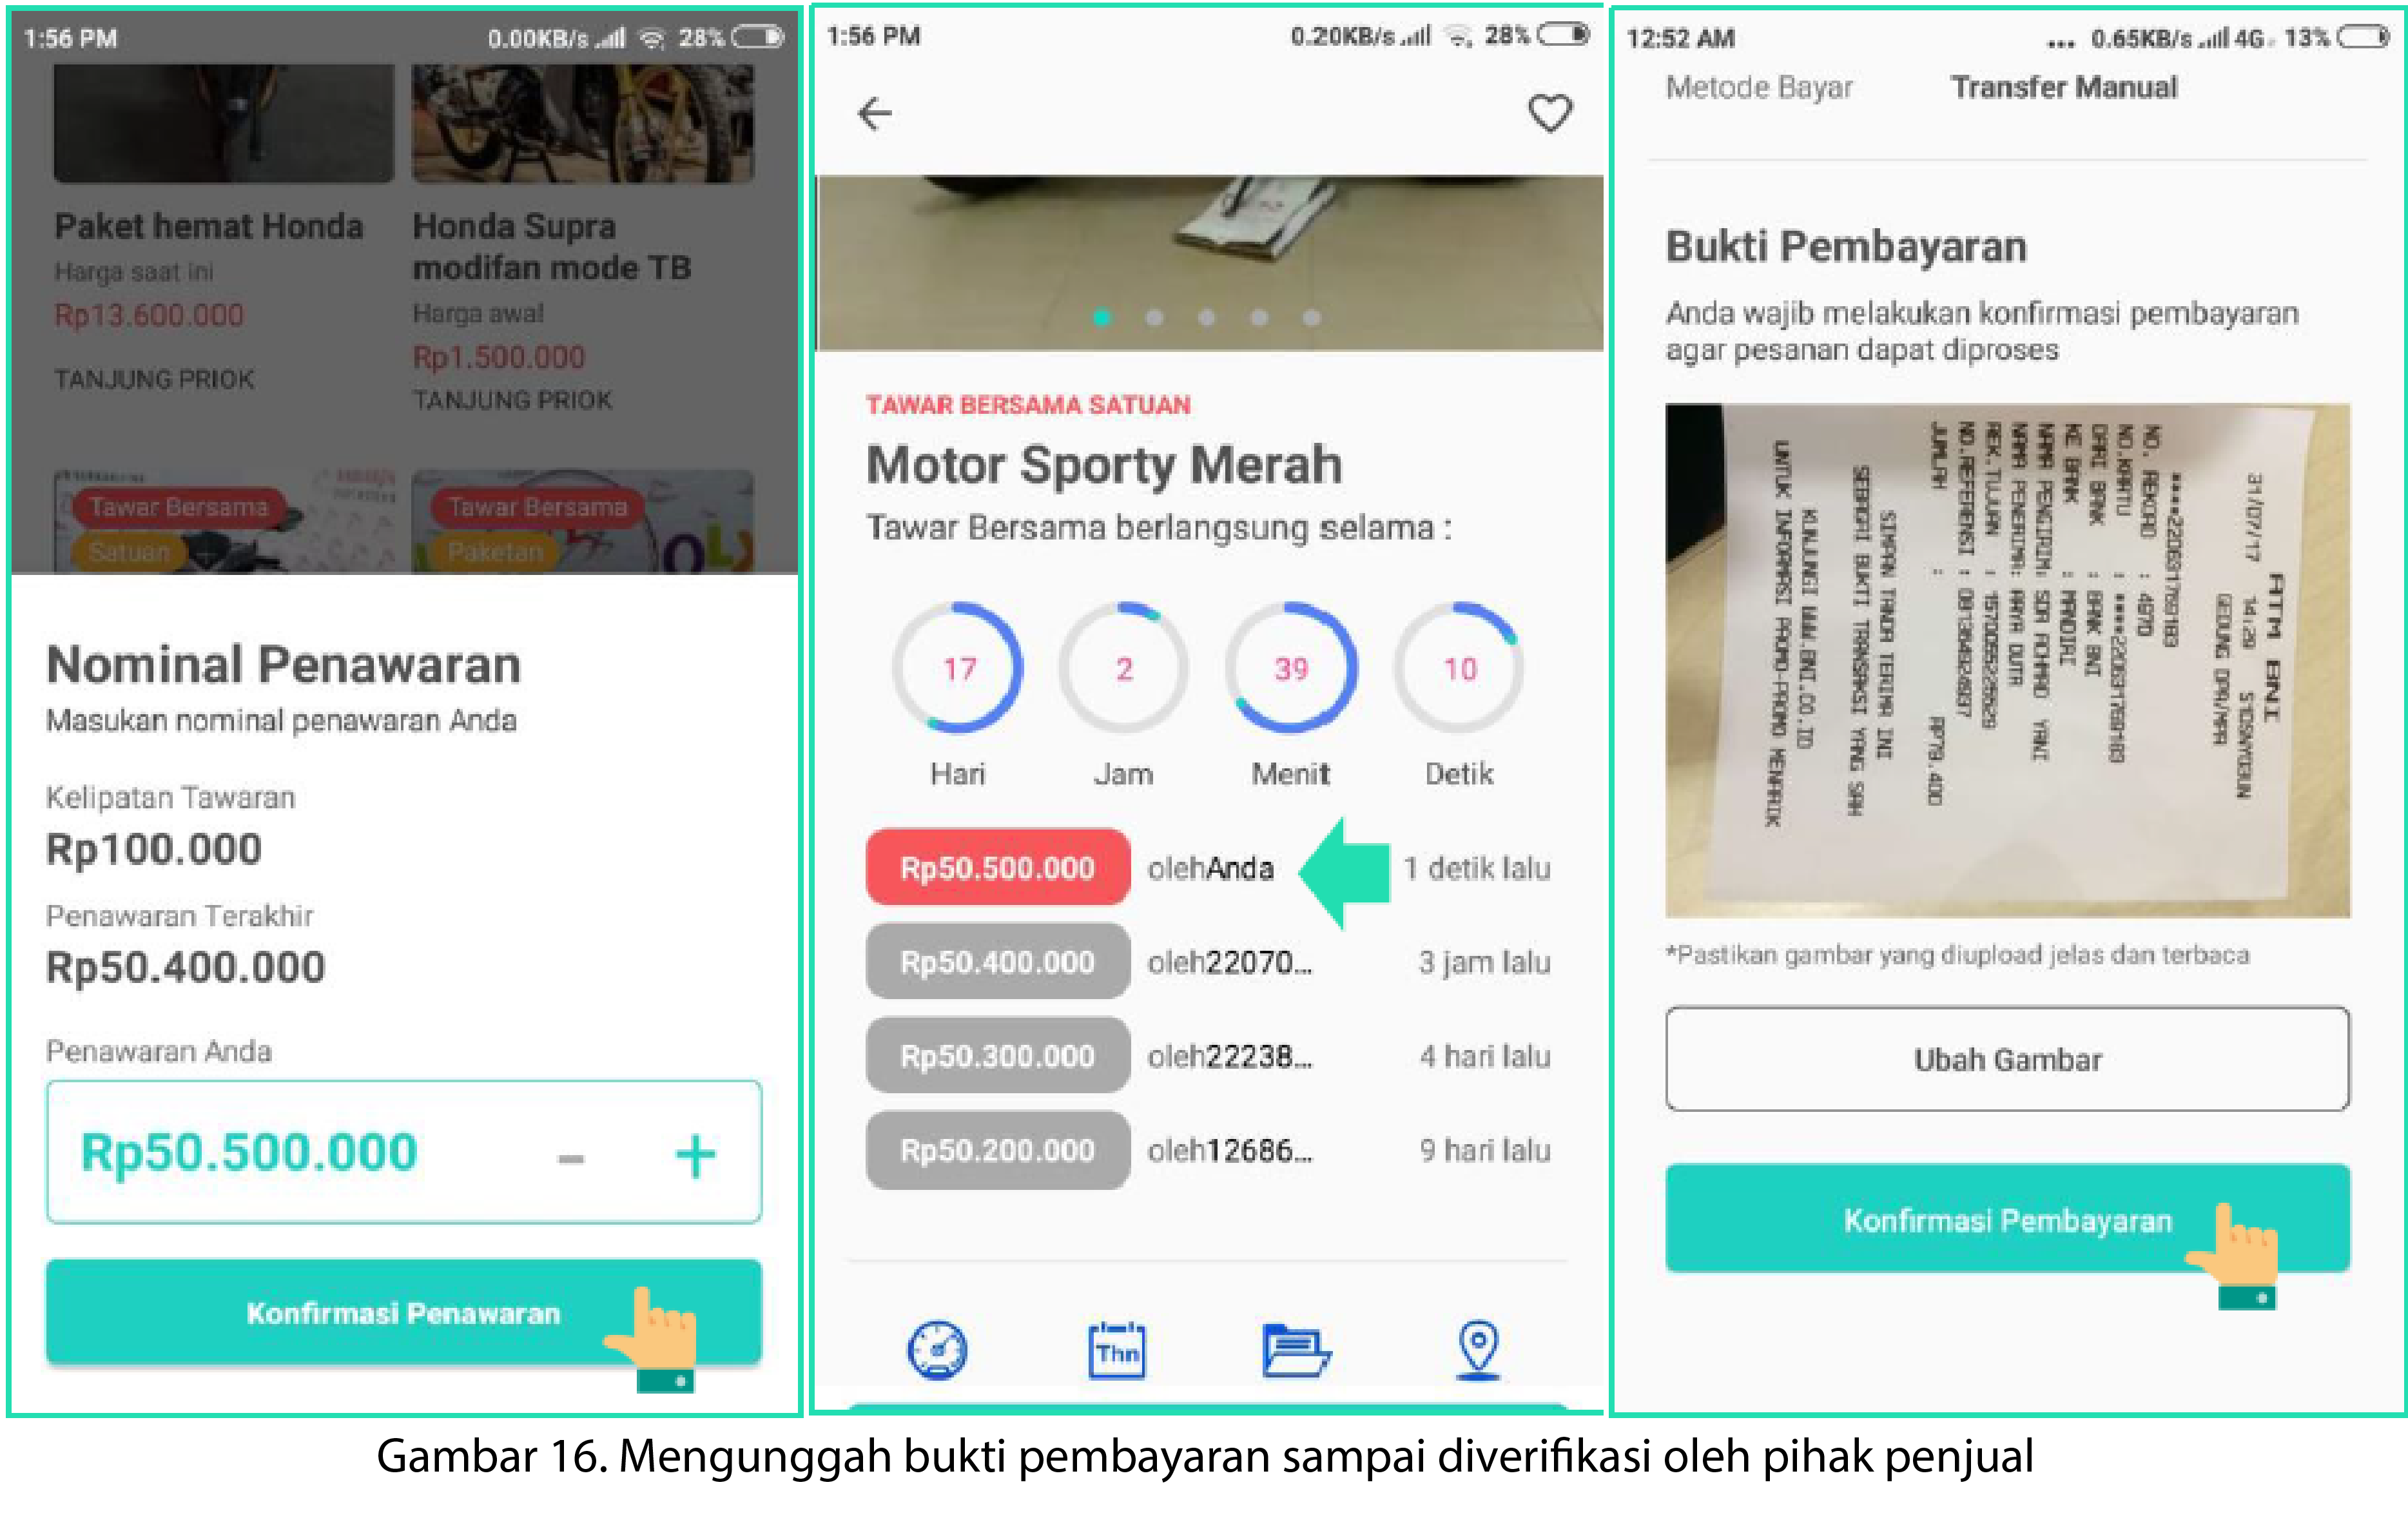 1:56 PM
0.00KB/s
28%
Paket hemat Honda
Harga saat ini
Rp13.600.000
TANJUNG PRIOK
Honda Supra
modifan mode TB
Harga awal
Rp1.500.000
TANJUNG PRIOK
Tawar Bersama
Satuan
Tawar Bersama
Paketan
Nominal Penawaran
Masukan nominal penawaran Anda
Kelipatan Tawaran
Rp100.000
Penawaran Terakhir
Rp50.400.000
Penawaran Anda
Rp50.500.000 - +
Konfirmasi Penawaran
1:56 PM
0.20KB/s
28%
TAWAR BERSAMA SATUAN
Motor Sporty Merah
Tawar Bersama berlangsung selama :
17 2 39 10
Hari Jam Menit Detik
Rp50.500.000 olehAnda 1 detik lalu
Rp50.400.000 oleh22070... 3 jam lalu
Rp50.300.000 oleh22238... 4 hari lalu
Rp50.200.000 oleh12686... 9 hari lalu
Thn
12:52 AM
... 0.65KB/s 4G 13%
Metode Bayar Transfer Manual
Bukti Pembayaran
Anda wajib melakukan konfirmasi pembayaran
agar pesanan dapat diproses
ATM BNI
31/07/17 14:29
GEDUNG DPR/MPR
NO. REKORD : 4970
NO.KARTU
DARI BANK : BANK BNI
KE BANK : MANDIRI
NAMA PENGIRIM: SDR ACHMAD YANI
NAMA PENERIMA: ARYA DUTA
REK.TUJUAN :
NO.REFERENSI :
JUMLAH : RP79.400
SIMPAN TANDA TERIMA INI
SEBAGAI BUKTI TRANSAKSI YANG SAH
KUNJUNGI WWW.BNI.CO.ID
UNTUK INFORMASI PROMO-PROMO MENARIK
*Pastikan gambar yang diupload jelas dan terbaca
Ubah Gambar
Konfirmasi Pembayaran
Gambar 16. Mengunggah bukti pembayaran sampai diverifikasi oleh pihak penjual